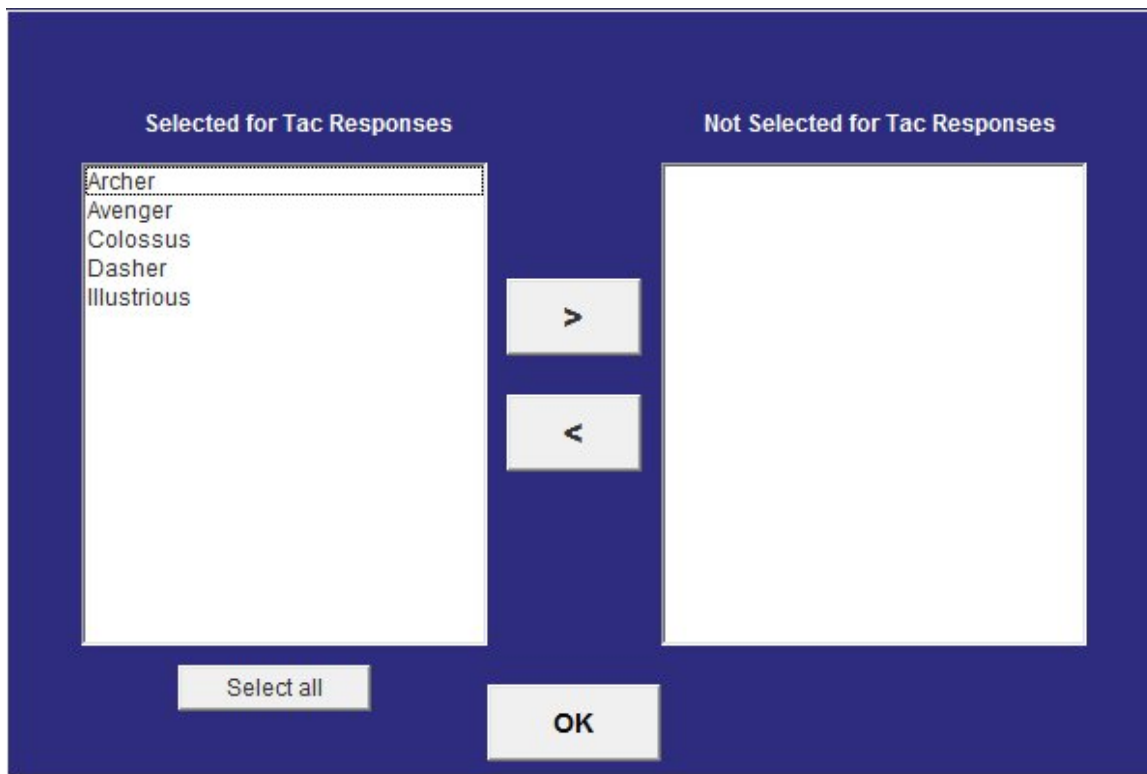 Selected for Tac Responses
Not Selected for Tac Responses
Archer
Avenger
Colossus
Dasher
Illustrious
>
<
Select all
OK